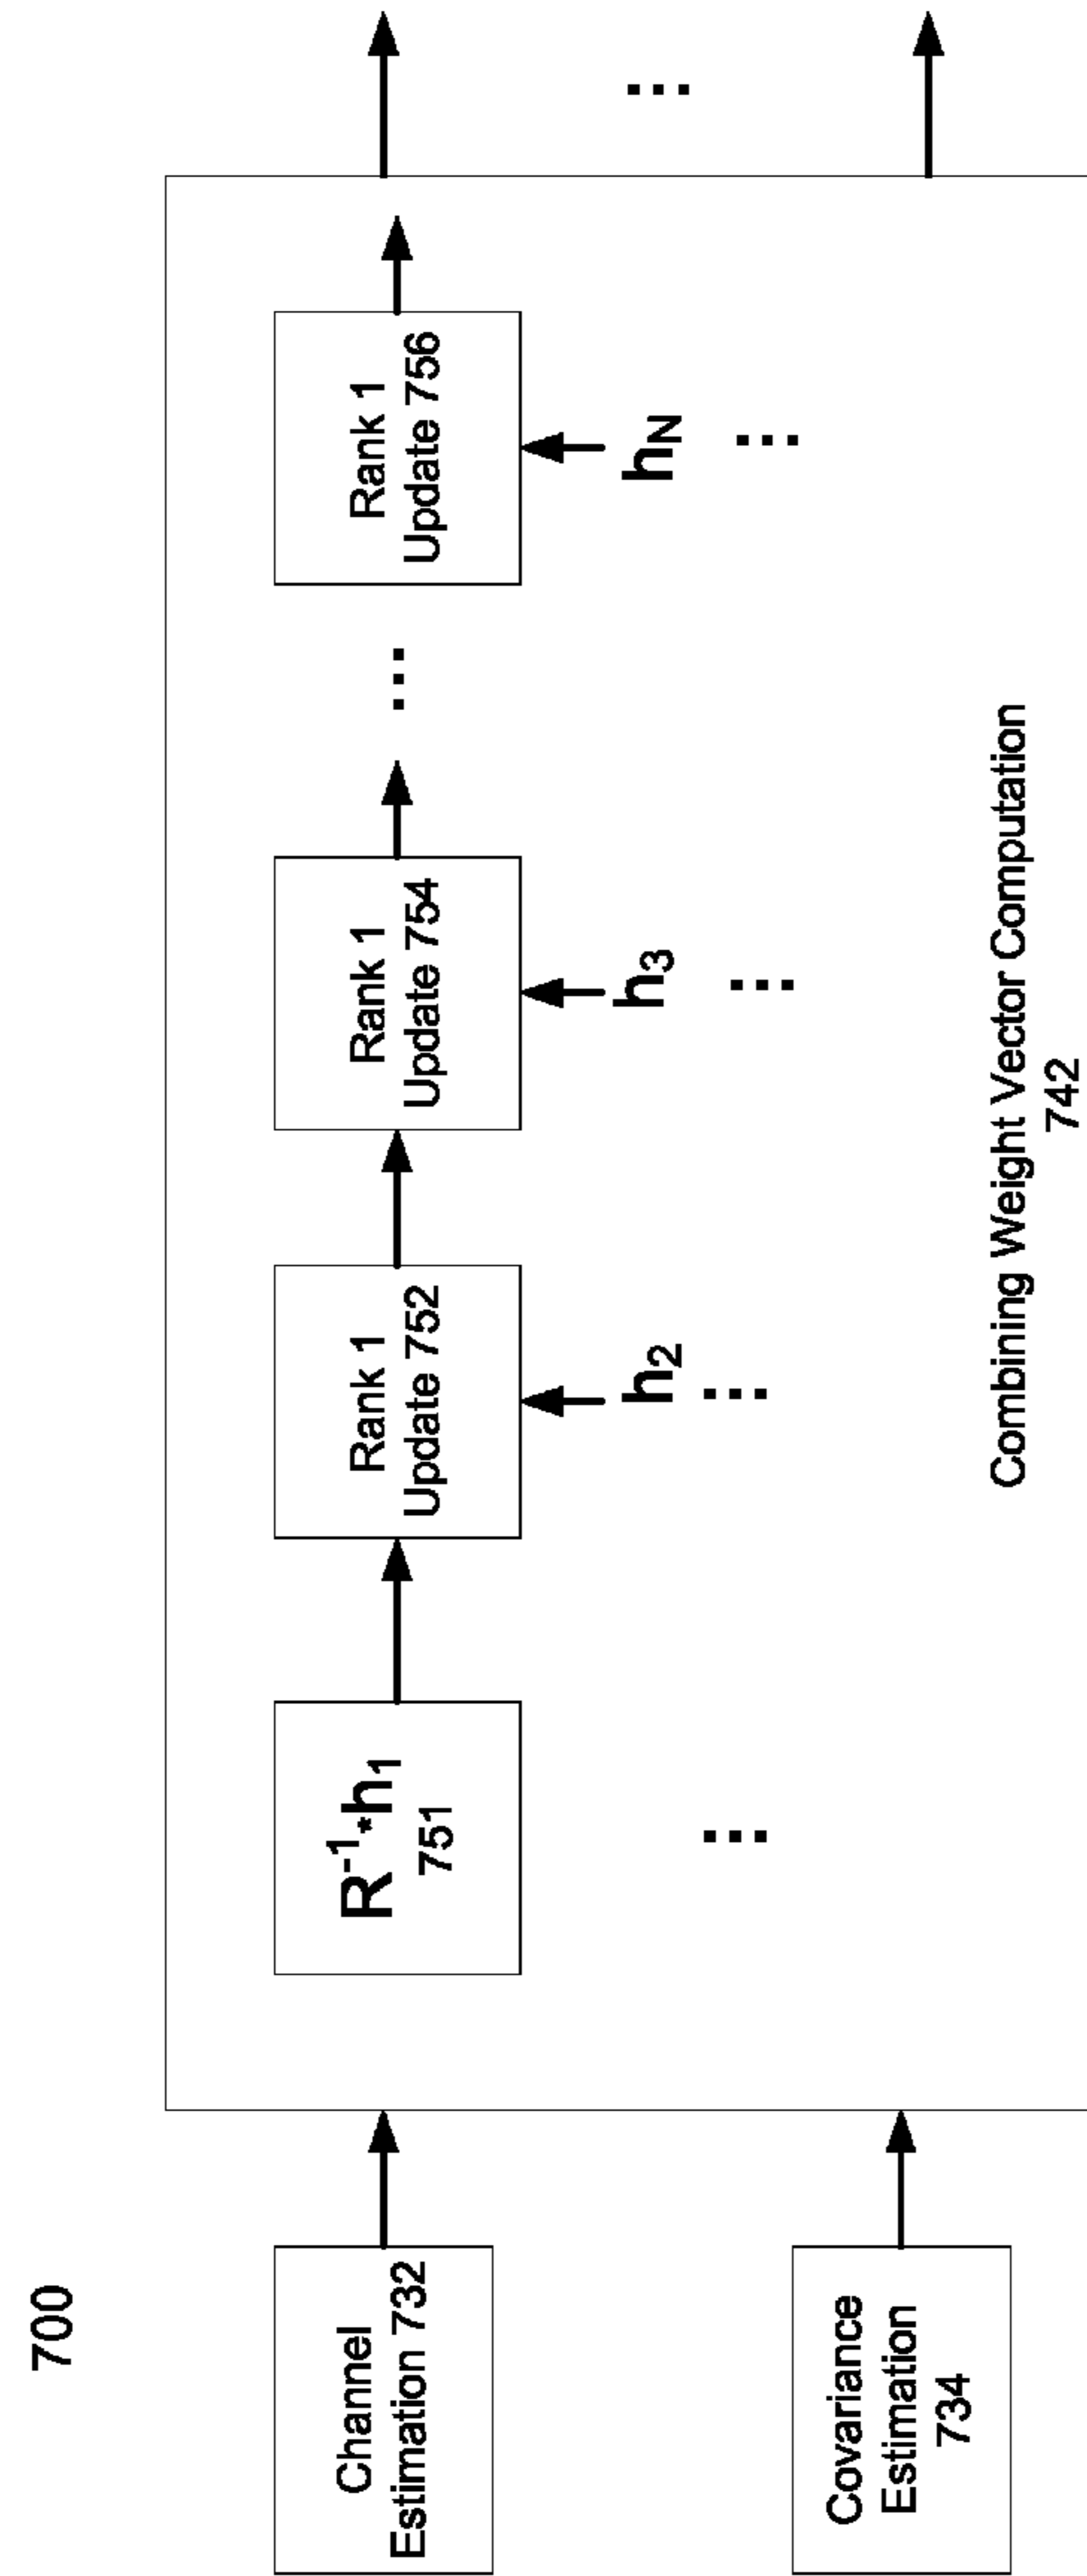 700
Channel
Estimation 732
Covariance
Estimation
734
R⁻¹*h₁
751
...
Rank 1
Update 752
h₂
...
Rank 1
Update 754
h₃
...
...
Rank 1
Update 756
h_N
...
Combining Weight Vector Computation
742
...